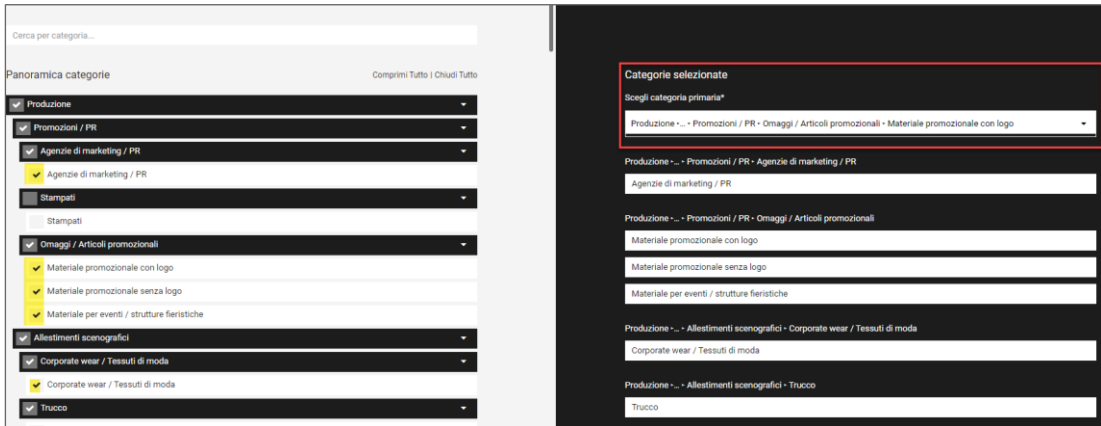 Cerca per categoria...
Panoramica categorie
Comprimi Tutto | Chiudi Tutto
Produzione
Promozioni / PR
Agenzie di marketing / PR
Agenzie di marketing / PR
Stampati
Stampati
Omaggi / Articoli promozionali
Materiale promozionale con logo
Materiale promozionale senza logo
Materiale per eventi / strutture fieristiche
Allestimenti scenografici
Corporate wear / Tessuti di moda
Corporate wear / Tessuti di moda
Trucco
Categorie selezionate
Scegli categoria primaria*
Produzione •... • Promozioni / PR • Omaggi / Articoli promozionali • Materiale promozionale con logo
Produzione •... • Promozioni / PR • Agenzie di marketing / PR
Agenzie di marketing / PR
Produzione •... • Promozioni / PR • Omaggi / Articoli promozionali
Materiale promozionale con logo
Materiale promozionale senza logo
Materiale per eventi / strutture fieristiche
Produzione •... • Allestimenti scenografici • Corporate wear / Tessuti di moda
Corporate wear / Tessuti di moda
Produzione •... • Allestimenti scenografici • Trucco
Trucco